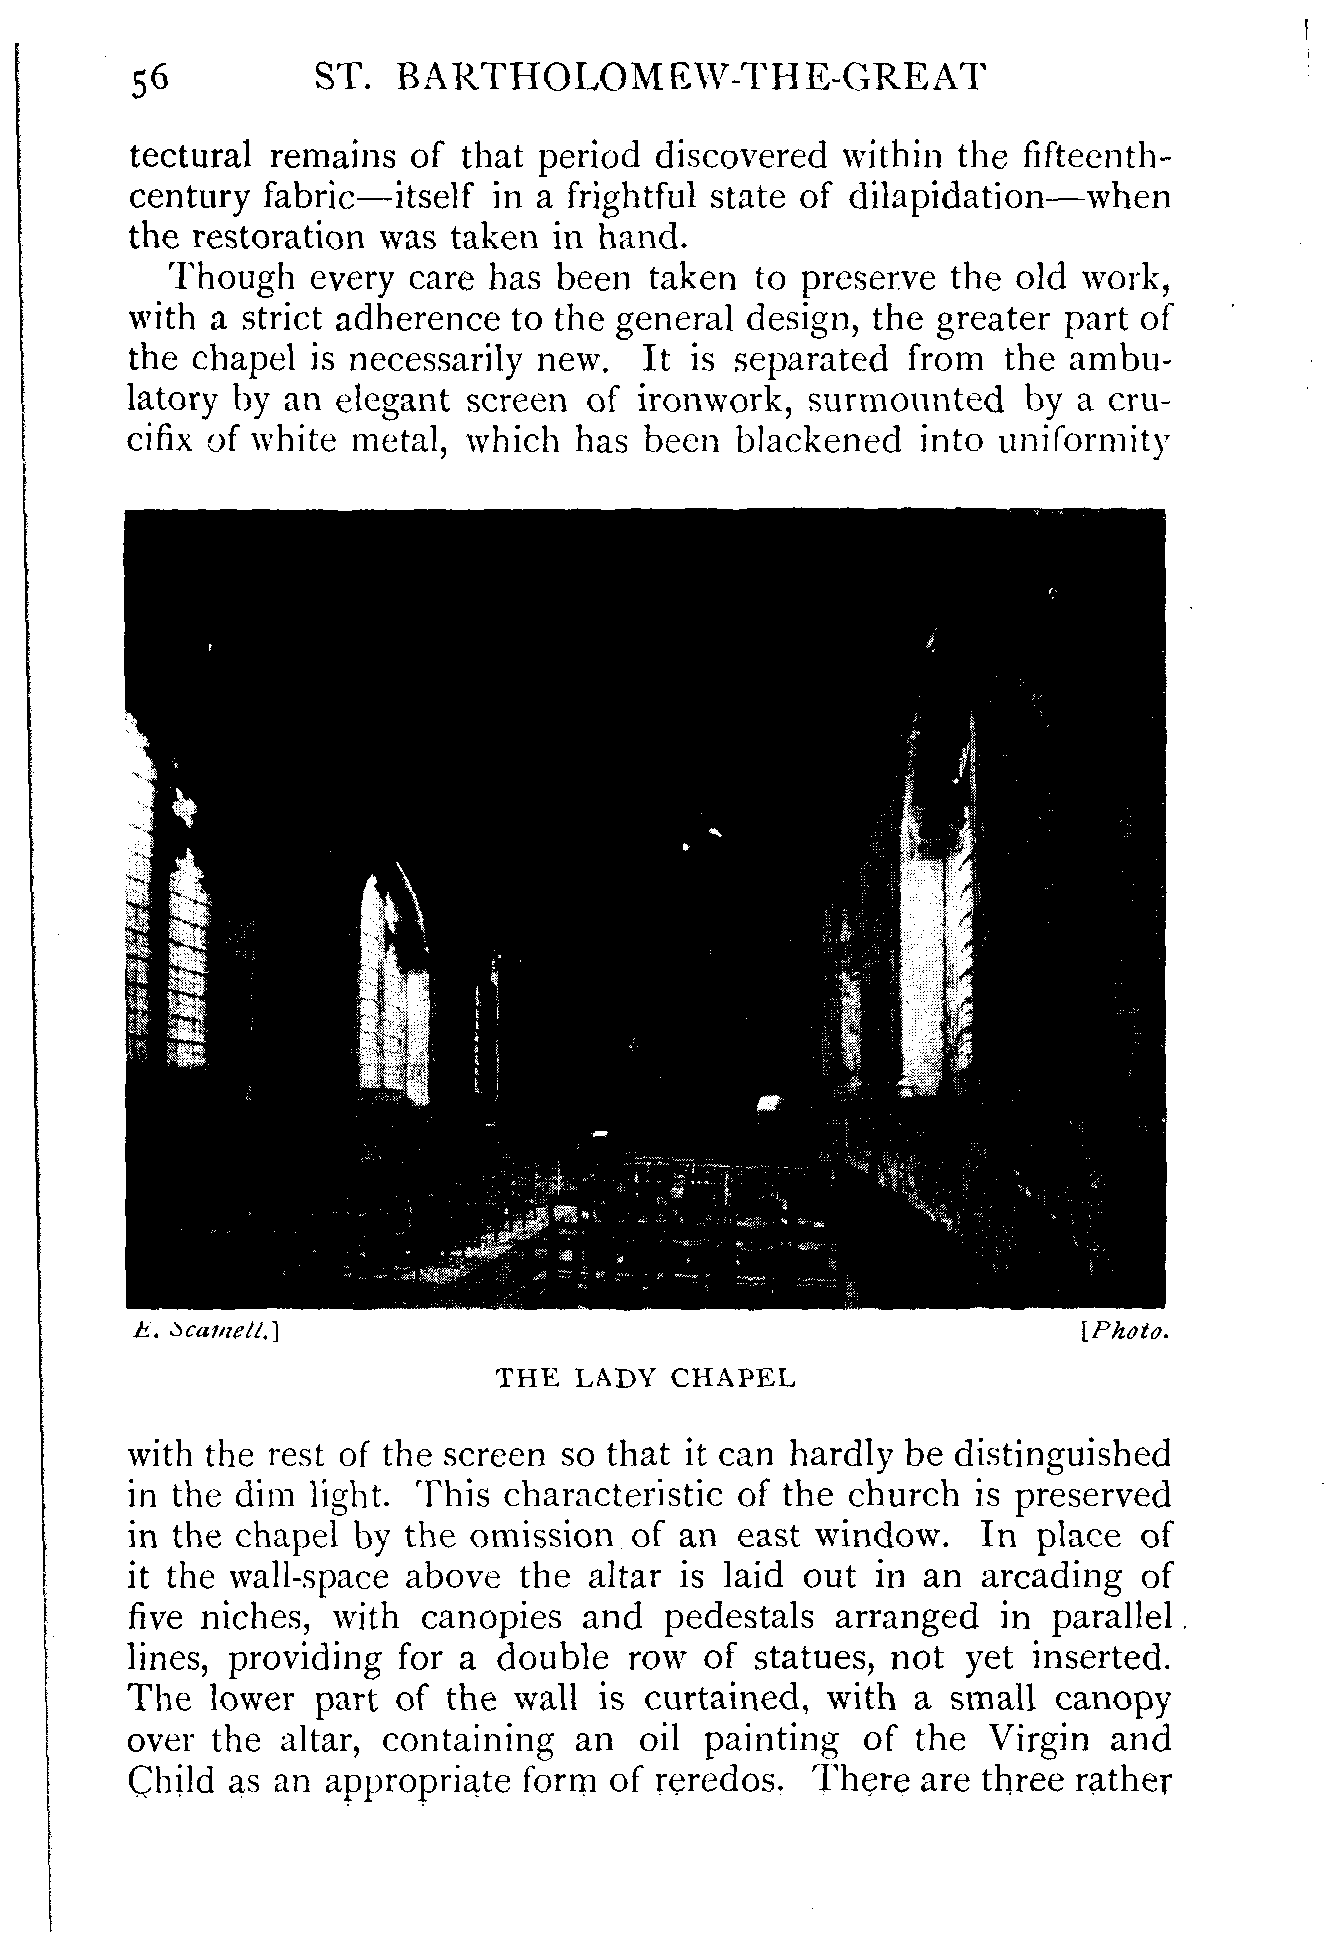 56 ST. BARTHOLOMEW-THE-GREAT
tectural remains of that period discovered within the fifteenth-
century fabric—itself in a frightful state of dilapidation—when
the restoration was taken in hand.
Though every care has been taken to preserve the old work,
with a strict adherence to the general design, the greater part of
the chapel is necessarily new. It is separated from the ambu-
latory by an elegant screen of ironwork, surmounted by a cru-
cifix of white metal, which has been blackened into uniformity
E. Scamell.] [Photo.
THE LADY CHAPEL
with the rest of the screen so that it can hardly be distinguished
in the dim light. This characteristic of the church is preserved
in the chapel by the omission of an east window. In place of
it the wall-space above the altar is laid out in an arcading of
five niches, with canopies and pedestals arranged in parallel
lines, providing for a double row of statues, not yet inserted.
The lower part of the wall is curtained, with a small canopy
over the altar, containing an oil painting of the Virgin and
Child as an appropriate form of reredos. There are three rather